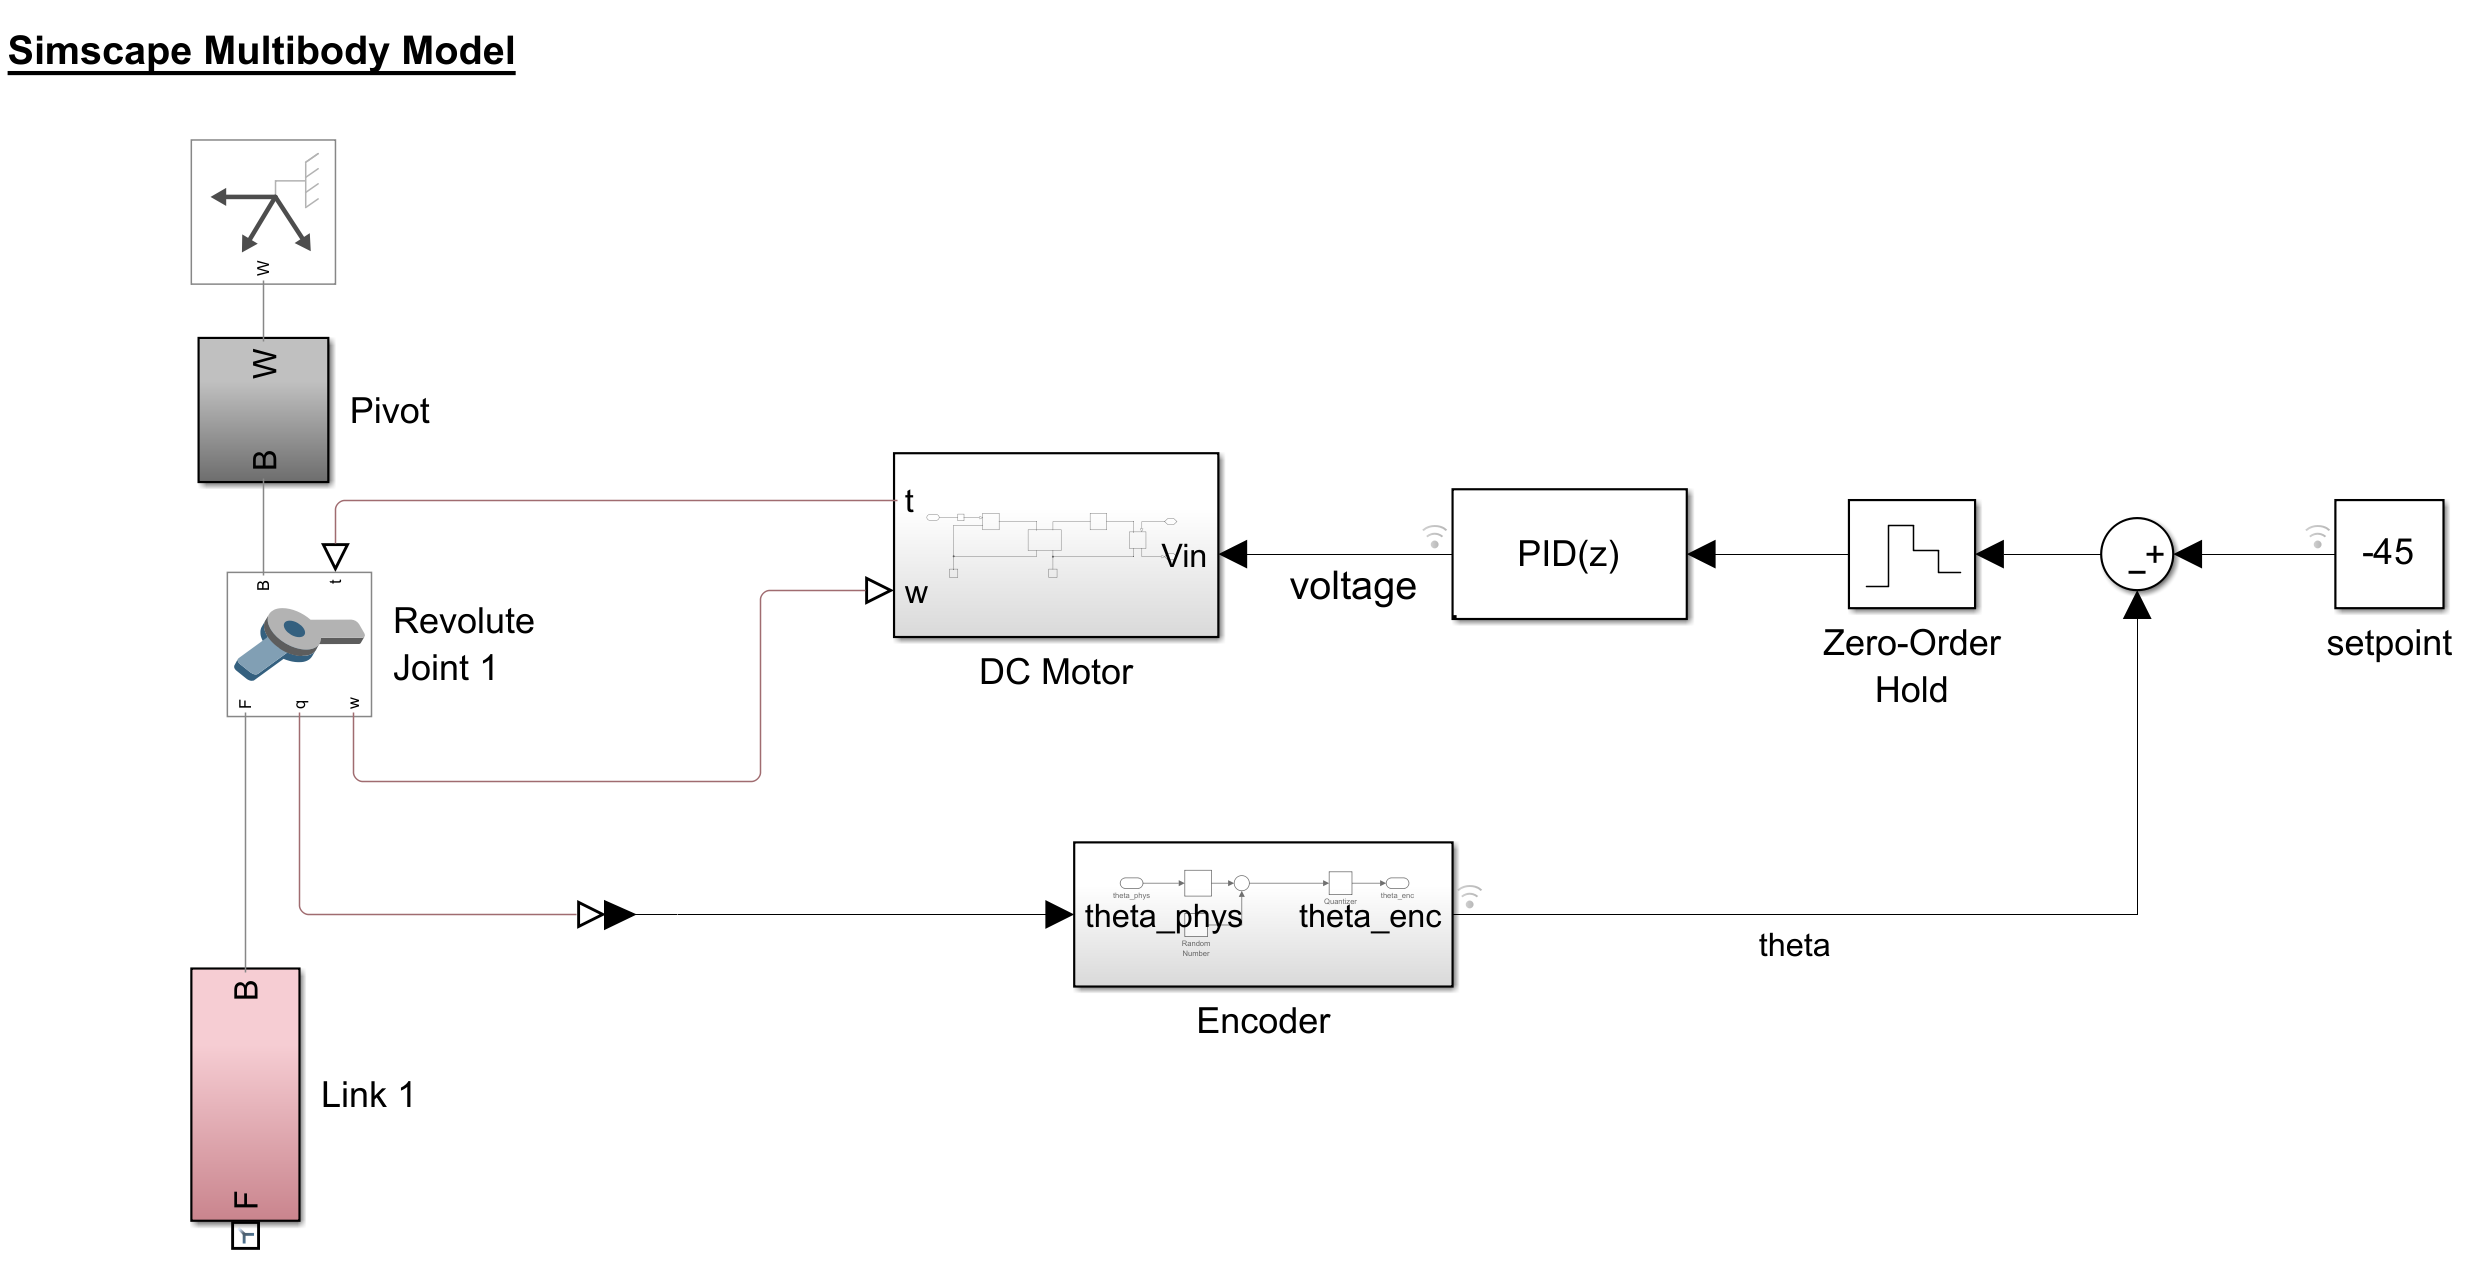 Simscape Multibody Model
W
W
B
Pivot
B
t
Revolute
Joint 1
F
q
w
t
w
Vin
DC Motor
voltage
PID(z)
Zero-Order
Hold
+
−
-45
setpoint
theta_phys
Quantizer
theta_enc
theta_phys
theta_enc
Random
Number
Encoder
theta
B
Link 1
F